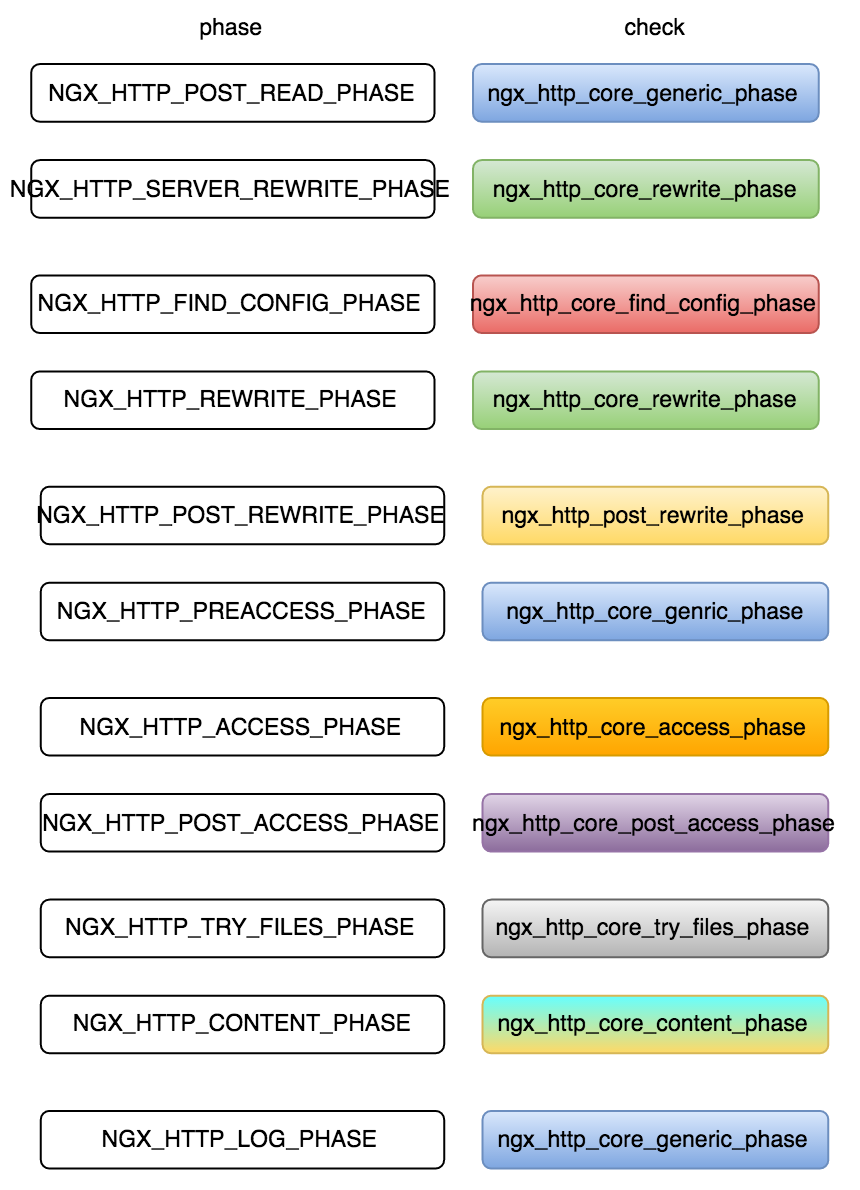 phase check
NGX_HTTP_POST_READ_PHASE ngx_http_core_generic_phase
NGX_HTTP_SERVER_REWRITE_PHASE ngx_http_core_rewrite_phase
NGX_HTTP_FIND_CONFIG_PHASE ngx_http_core_find_config_phase
NGX_HTTP_REWRITE_PHASE ngx_http_core_rewrite_phase
NGX_HTTP_POST_REWRITE_PHASE ngx_http_post_rewrite_phase
NGX_HTTP_PREACCESS_PHASE ngx_http_core_genric_phase
NGX_HTTP_ACCESS_PHASE ngx_http_core_access_phase
NGX_HTTP_POST_ACCESS_PHASE ngx_http_core_post_access_phase
NGX_HTTP_TRY_FILES_PHASE ngx_http_core_try_files_phase
NGX_HTTP_CONTENT_PHASE ngx_http_core_content_phase
NGX_HTTP_LOG_PHASE ngx_http_core_generic_phase